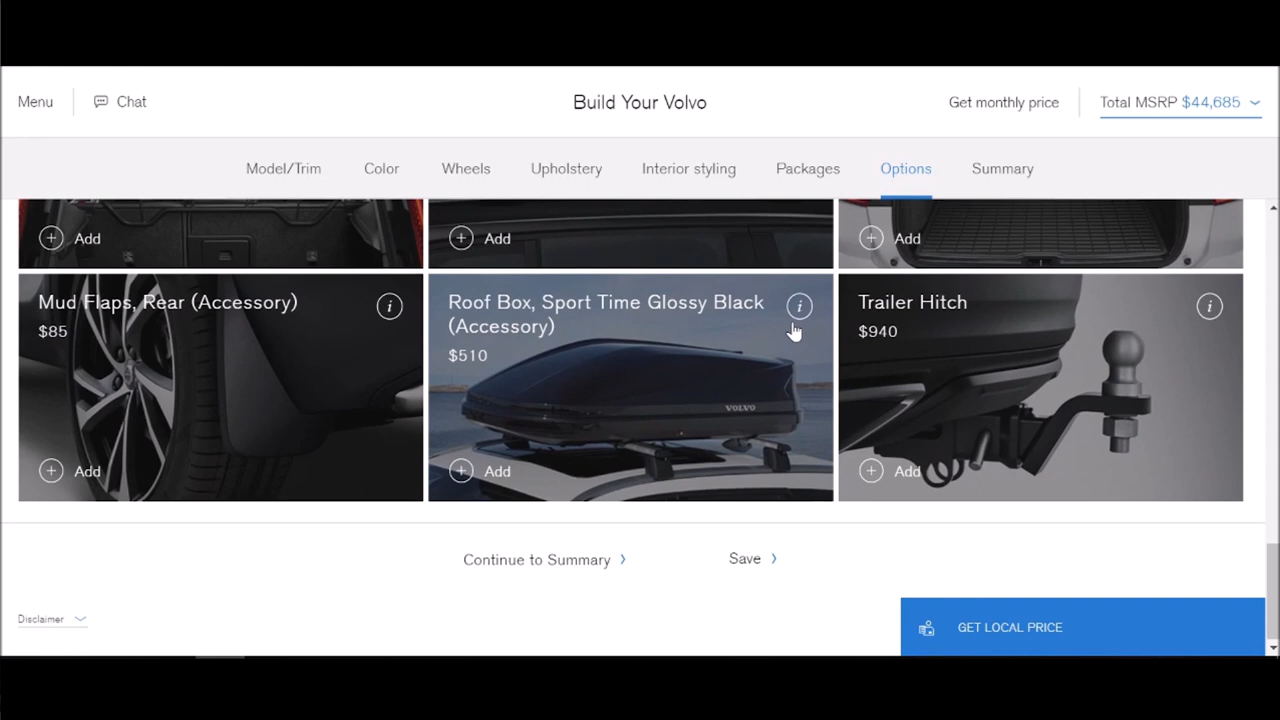 Menu
Chat
Build Your Volvo
Get monthly price
Total MSRP $44,685
Model/Trim
Color
Wheels
Upholstery
Interior styling
Packages
Options
Summary
Add
Add
Add
Mud Flaps, Rear (Accessory)
$85
Add
Roof Box, Sport Time Glossy Black
(Accessory)
$510
VOLVO
Add
Trailer Hitch
$940
Add
Continue to Summary
Save
Disclaimer
GET LOCAL PRICE